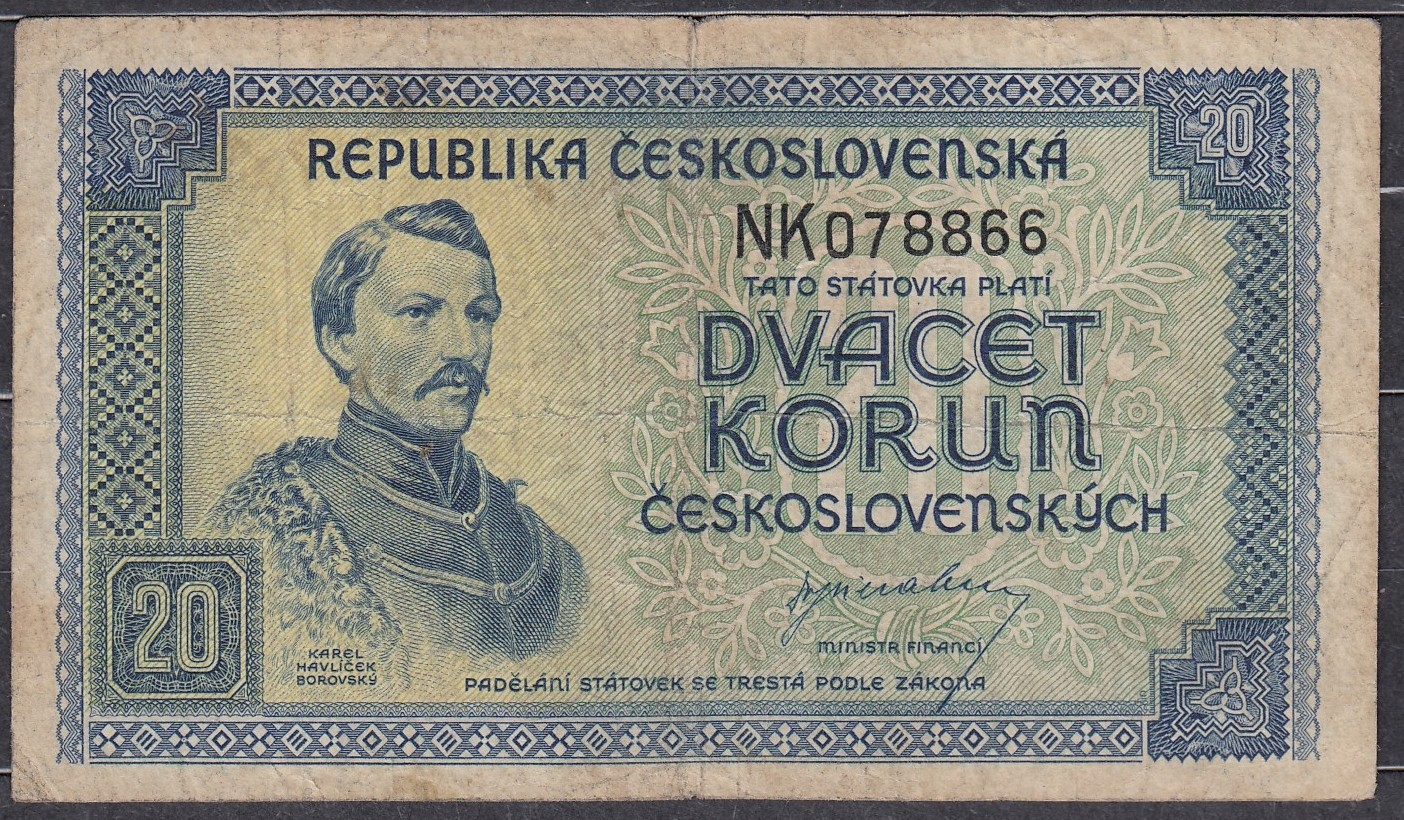 REPUBLIKA ČESKOSLOVENSKÁ
20
NK078866
TATO STÁTOVKA PLATÍ
DVACET
KORUN
ČESKOSLOVENSKÝCH
MINISTR FINANCÍ
20
KAREL
HAVLÍČEK
BOROVSKÝ
PADĚLÁNÍ STÁTOVEK SE TRESTÁ PODLE ZÁKONA